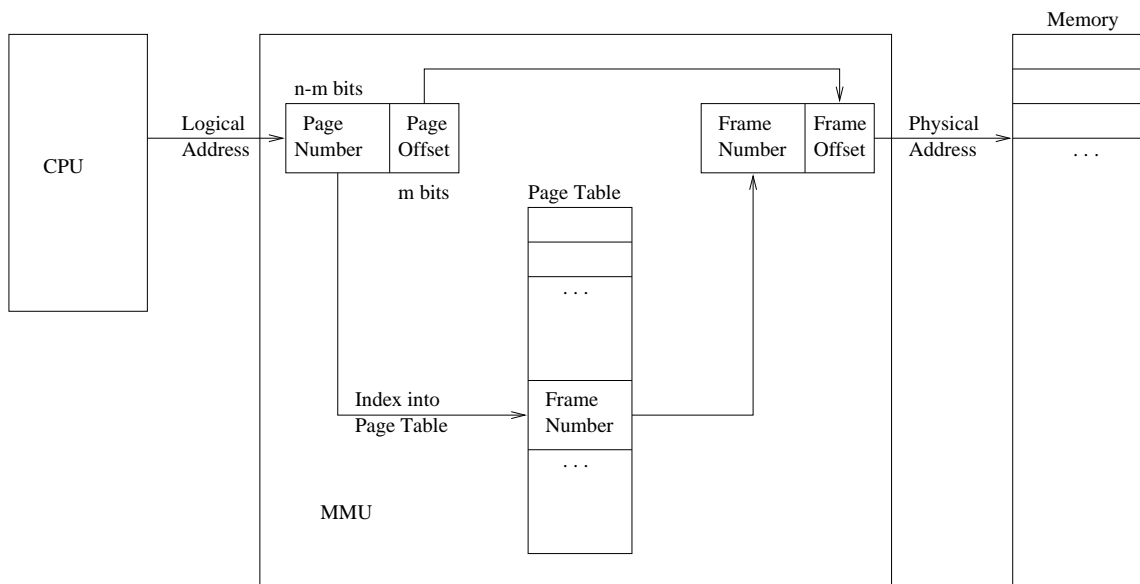 Memory
n-m bits
Page
Number
Page
Offset
Frame
Number
Frame
Offset
Logical
Address
Physical
Address
CPU
. . .
m bits
Page Table
. . .
Index into
Page Table
Frame
Number
. . .
MMU